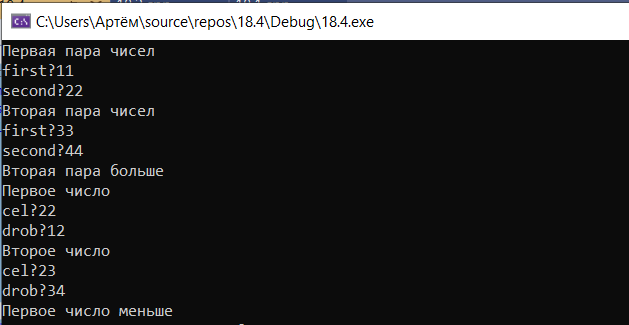 C:\Users\Артём\source\repos\18.4\Debug\18.4.exe
Первая пара чисел
first?11
second?22
Вторая пара чисел
first?33
second?44
Вторая пара больше
Первое число
cel?22
drob?12
Второе число
cel?23
drob?34
Первое число меньше